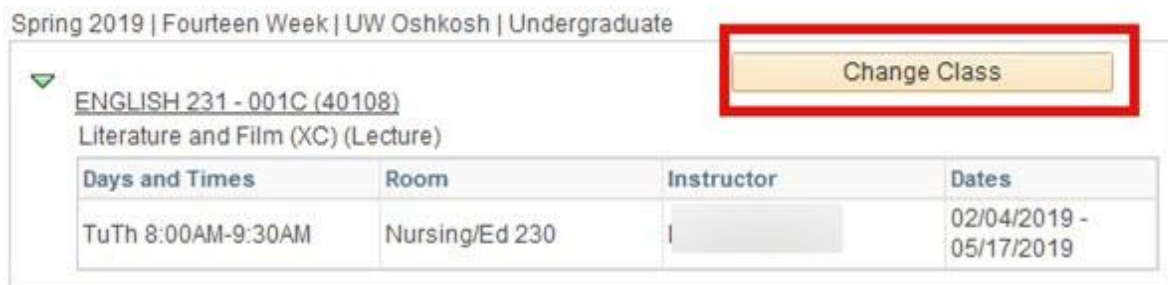 Spring 2019 | Fourteen Week | UW Oshkosh | Undergraduate
Change Class
ENGLISH 231 - 001C (40108)
Literature and Film (XC) (Lecture)
Days and Times Room Instructor Dates
TuTh 8:00AM-9:30AM Nursing/Ed 230 02/04/2019 -
05/17/2019